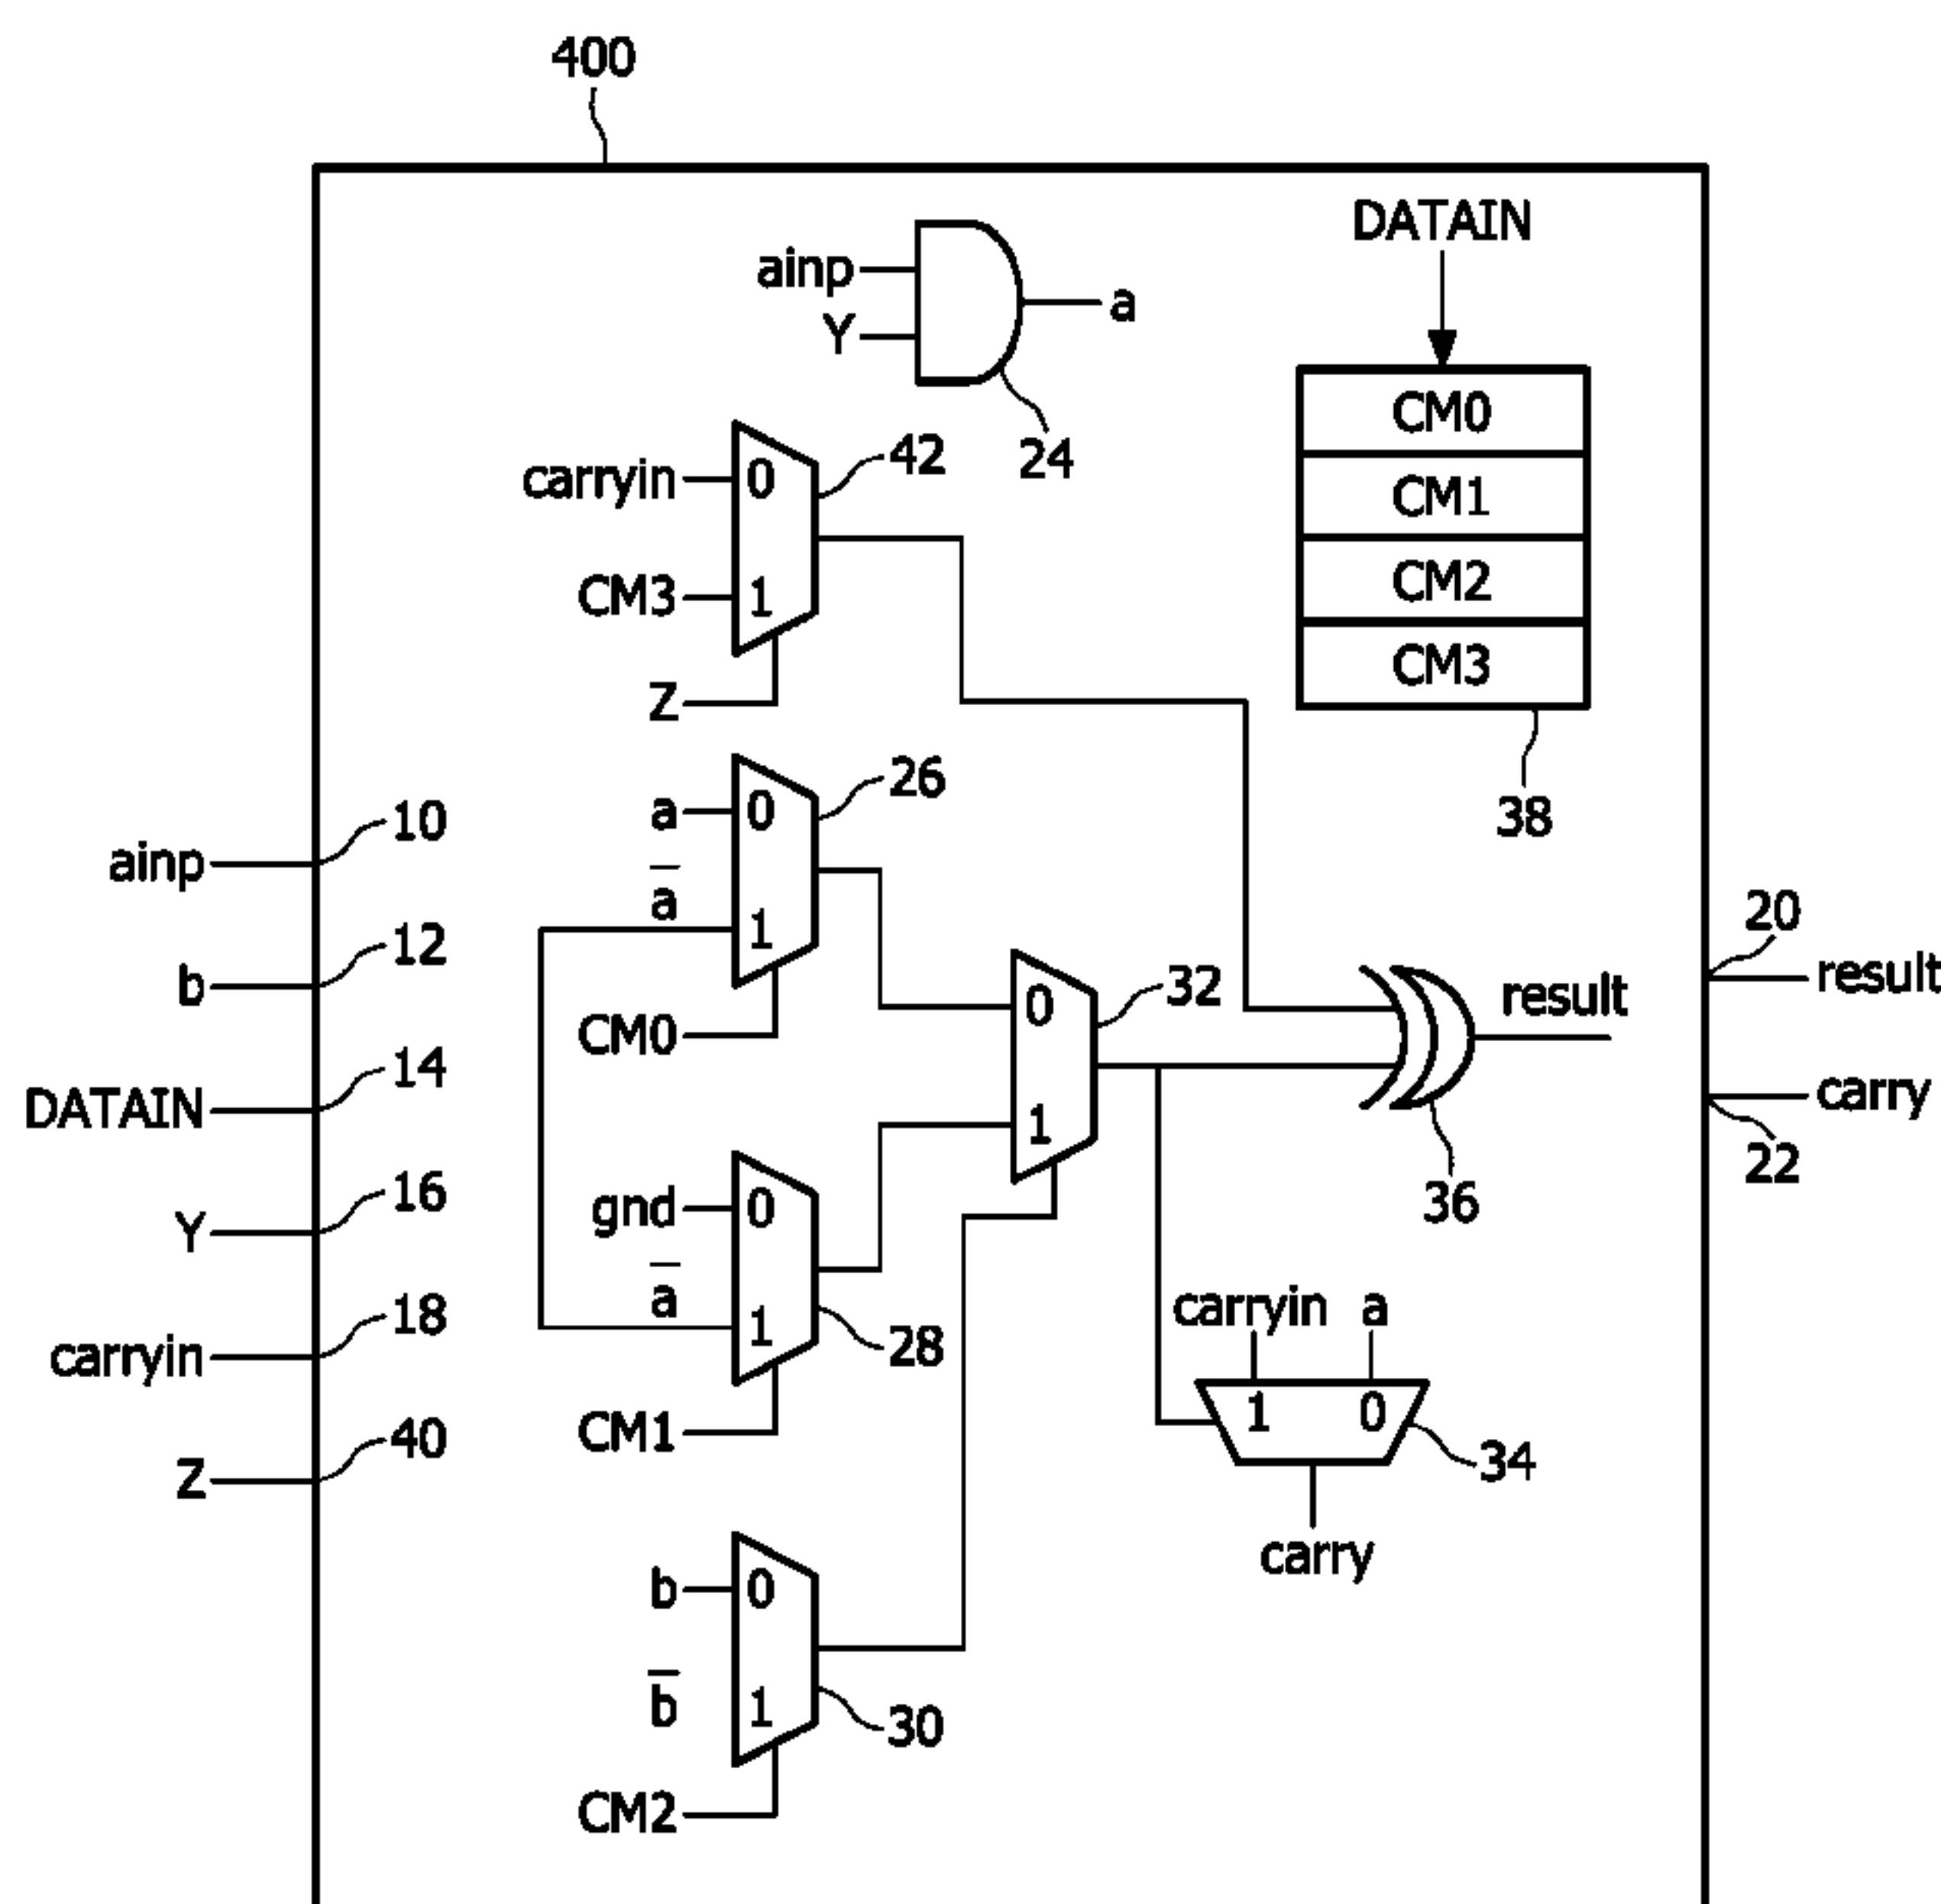 400
DATAIN
ainp
Y
a
24
CM0
CM1
CM2
CM3
38
carryin
0
42
CM3
1
Z
a
0
26
a̅
1
CM0
ainp
10
b
12
DATAIN
14
Y
16
carryin
18
Z
40
0
32
1
gnd
0
a̅
1
28
CM1
result
36
20
result
carry
22
carryin a
1 0
34
carry
b
0
b̅
1
30
CM2